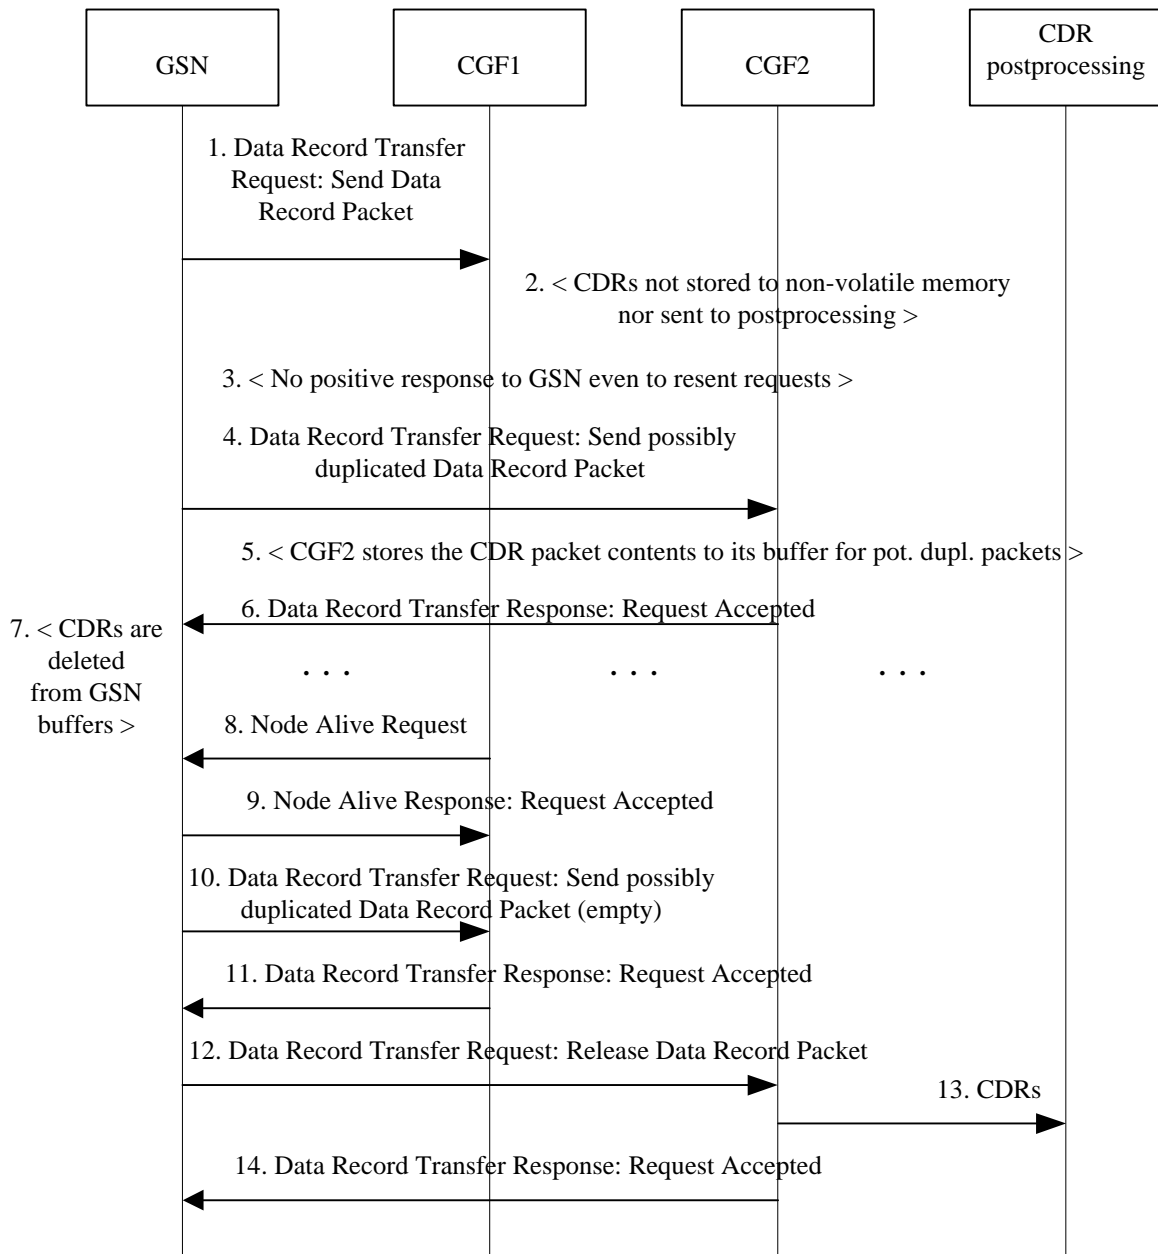 GSN
CGF1
CGF2
CDR
postprocessing
1. Data Record Transfer
Request: Send Data
Record Packet
2. < CDRs not stored to non-volatile memory
nor sent to postprocessing >
3. < No positive response to GSN even to resent requests >
4. Data Record Transfer Request: Send possibly
duplicated Data Record Packet
5. < CGF2 stores the CDR packet contents to its buffer for pot. dupl. packets >
6. Data Record Transfer Response: Request Accepted
7. < CDRs are
deleted
from GSN
buffers >
. . .
. . .
. . .
8. Node Alive Request
9. Node Alive Response: Request Accepted
10. Data Record Transfer Request: Send possibly
duplicated Data Record Packet (empty)
11. Data Record Transfer Response: Request Accepted
12. Data Record Transfer Request: Release Data Record Packet
13. CDRs
14. Data Record Transfer Response: Request Accepted